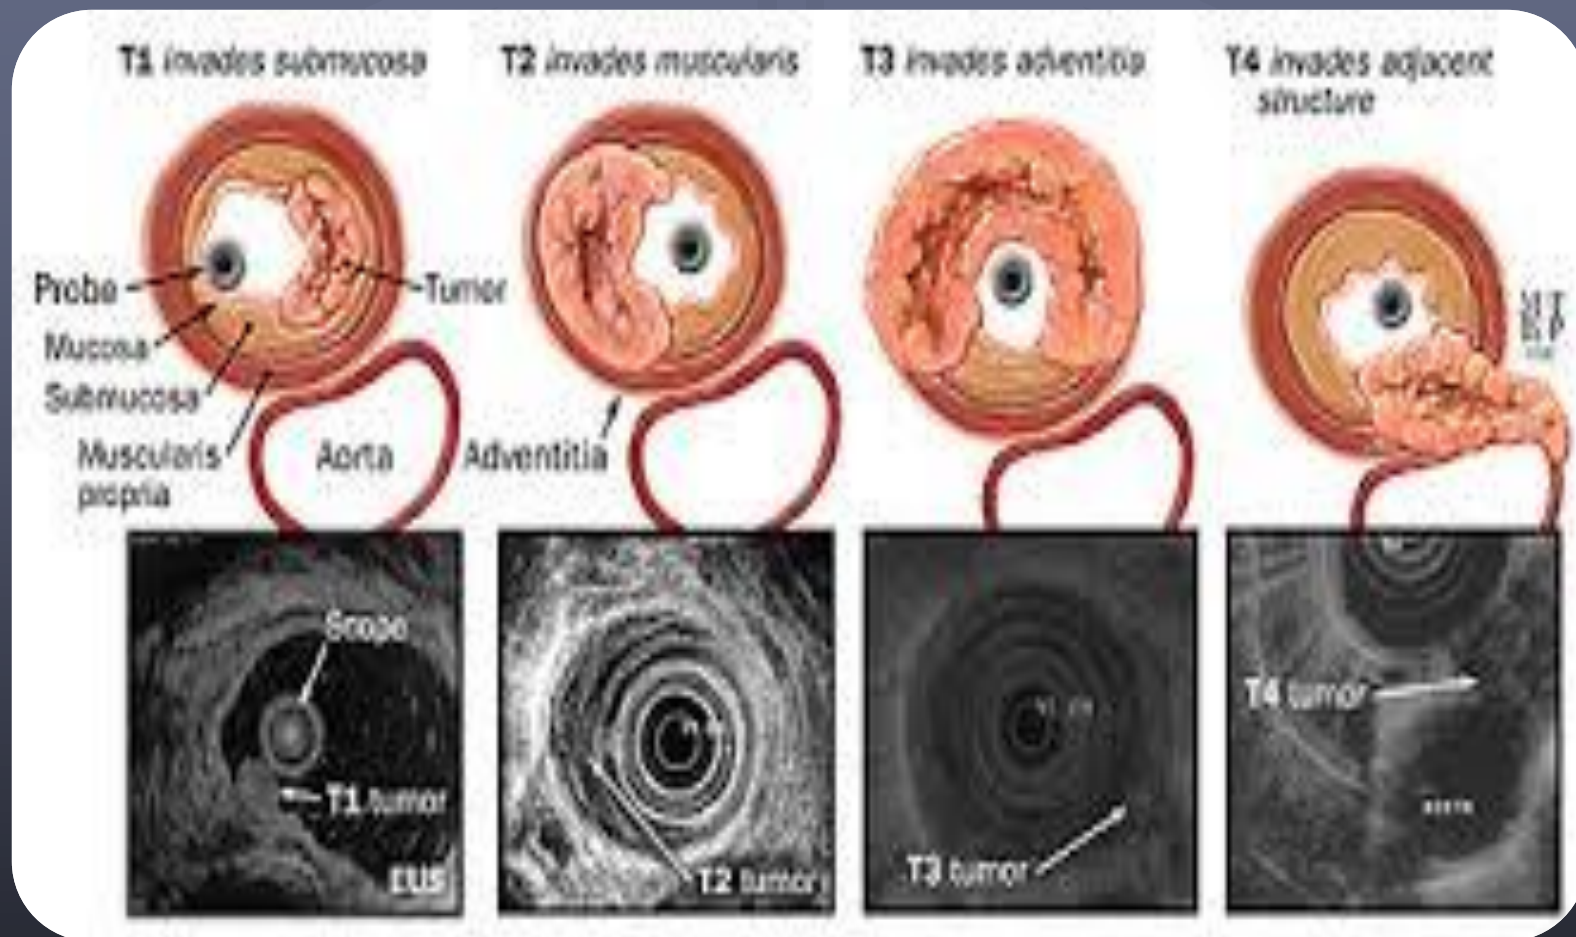 T1 invades submucosa
T2 invades muscularis
T3 invades adventitia
T4 invades adjacent
structure
Probe
Tumor
Mucosa
Submucosa
Muscularis
propria
Aorta
Adventitia
Scope
T1 tumor
EUS
T2 tumor
T3 tumor
T4 tumor